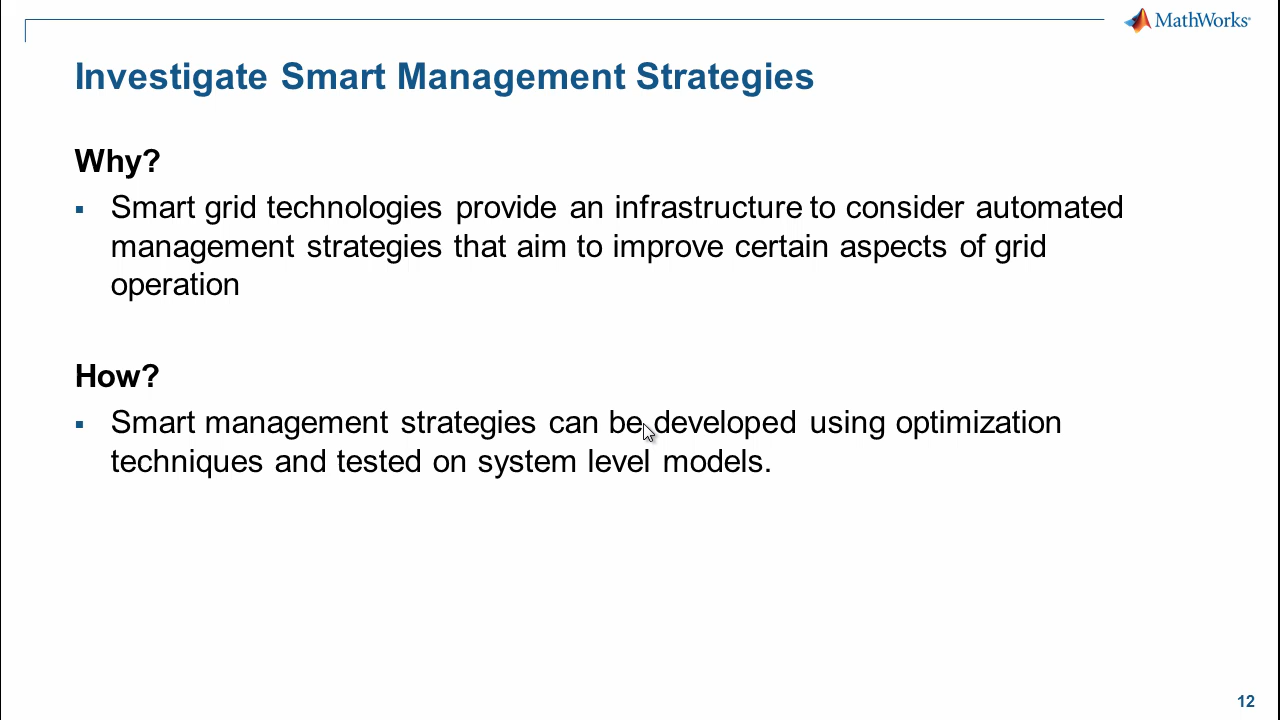 MathWorks®
Investigate Smart Management Strategies
Why?
▪ Smart grid technologies provide an infrastructure to consider automated
management strategies that aim to improve certain aspects of grid
operation
How?
▪ Smart management strategies can be developed using optimization
techniques and tested on system level models.
12